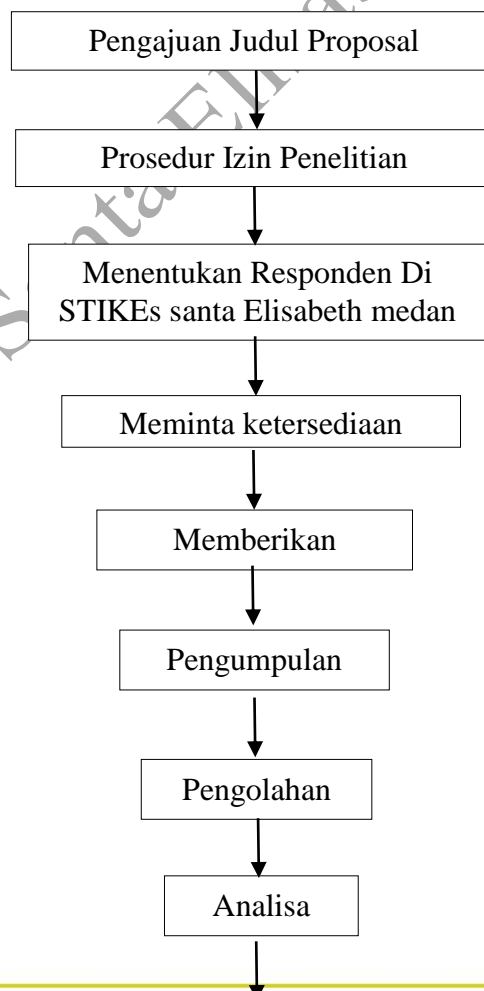 Pengajuan Judul Proposal
Prosedur Izin Penelitian
Menentukan Responden Di
STIKEs santa Elisabeth medan
Meminta ketersediaan
Memberikan
Pengumpulan
Pengolahan
Analisa